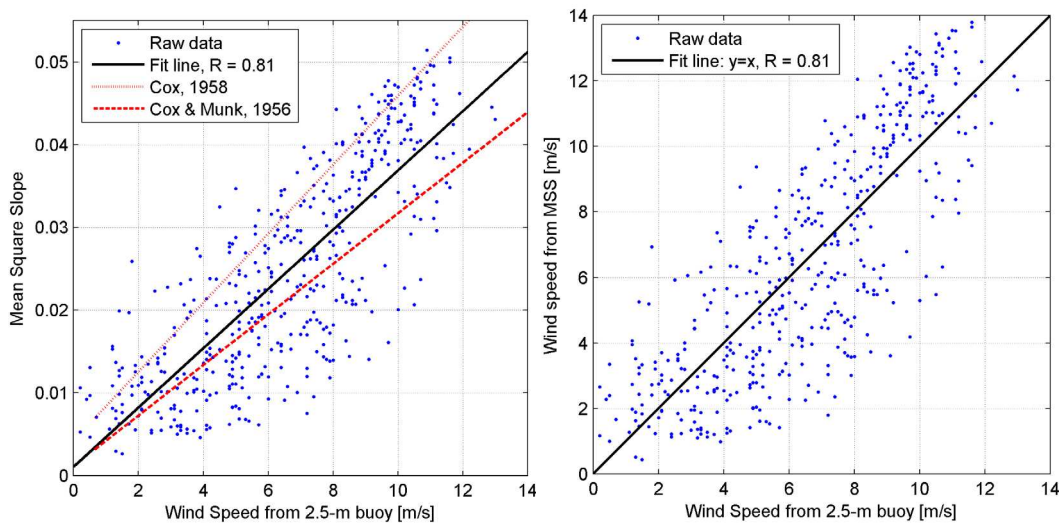 Raw data
Fit line, R = 0.81
Cox, 1958
Cox & Munk, 1956
0.05
0.04
0.03
0.02
0.01
0
Mean Square Slope
0 2 4 6 8 10 12 14
Wind Speed from 2.5-m buoy [m/s]
Raw data
Fit line: y=x, R = 0.81
14
12
10
8
6
4
2
0
Wind speed from MSS [m/s]
0 2 4 6 8 10 12 14
Wind Speed from 2.5-m buoy [m/s]